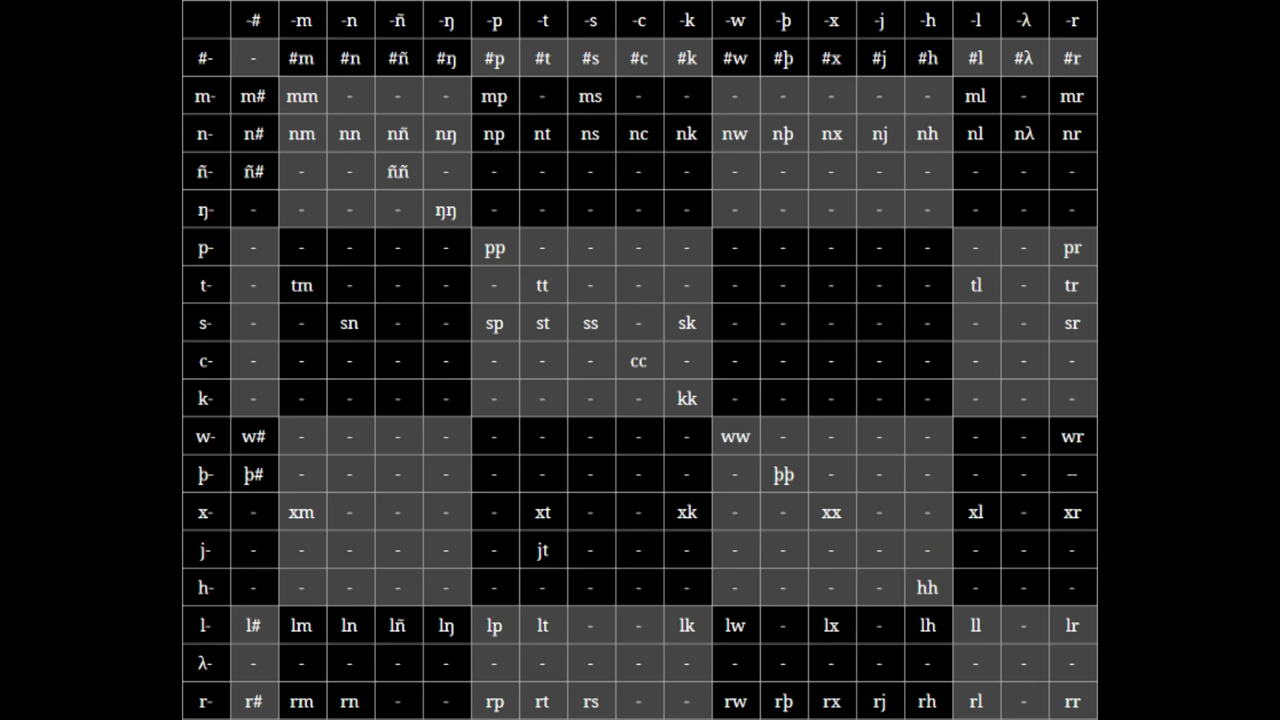 -# -m -n -ñ -ŋ -p -t -s -c -k -w -þ -x -j -h -l -λ -r
#- - #m #n #ñ #ŋ #p #t #s #c #k #w #þ #x #j #h #l #λ #r
m- m# mm - - - mp - ms - - - - - - - ml - mr
n- n# nm nn nñ nŋ np nt ns nc nk nw nþ nx nj nh nl nλ nr
ñ- ñ# - - ññ - - - - - - - - - - - - - -
ŋ- - - - - ŋŋ - - - - - - - - - - - - -
p- - - - - - pp - - - - - - - - - - - pr
t- - tm - - - - tt - - - - - - - - tl - tr
s- - - sn - - sp st ss - sk - - - - - - - sr
c- - - - - - - - - cc - - - - - - - - -
k- - - - - - - - - - kk - - - - - - - -
w- w# - - - - - - - - - ww - - - - - - wr
þ- þ# - - - - - - - - - - þþ - - - - - --
x- - xm - - - - xt - - xk - - xx - - xl - xr
j- - - - - - - jt - - - - - - - - - - -
h- - - - - - - - - - - - - - - hh - - -
l- l# lm ln lñ lŋ lp lt - - lk lw - lx - lh ll - lr
λ- - - - - - - - - - - - - - - - - - -
r- r# rm rn - - rp rt rs - - rw rþ rx rj rh rl - rr